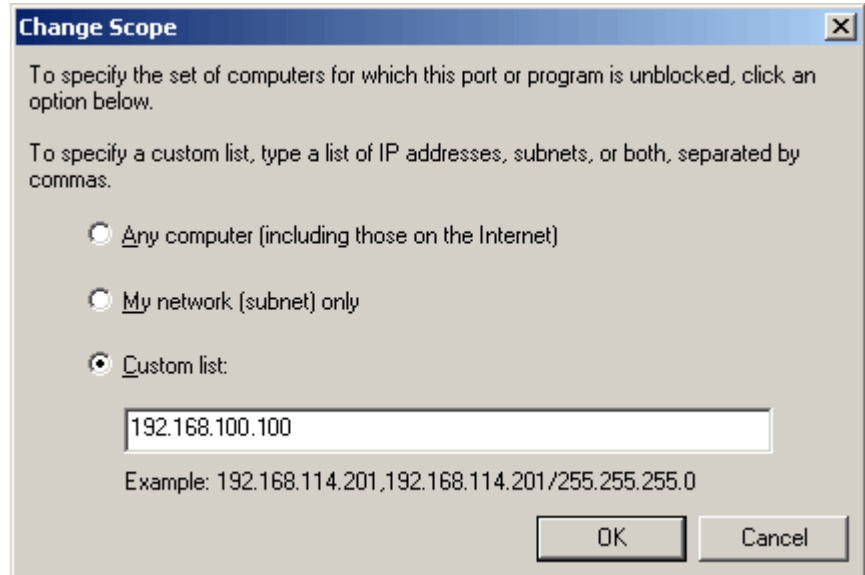 Change Scope
To specify the set of computers for which this port or program is unblocked, click an
option below.
To specify a custom list, type a list of IP addresses, subnets, or both, separated by
commas.
Any computer (including those on the Internet)
My network (subnet) only
Custom list:
192.168.100.100
Example: 192.168.114.201,192.168.114.201/255.255.255.0
OK Cancel